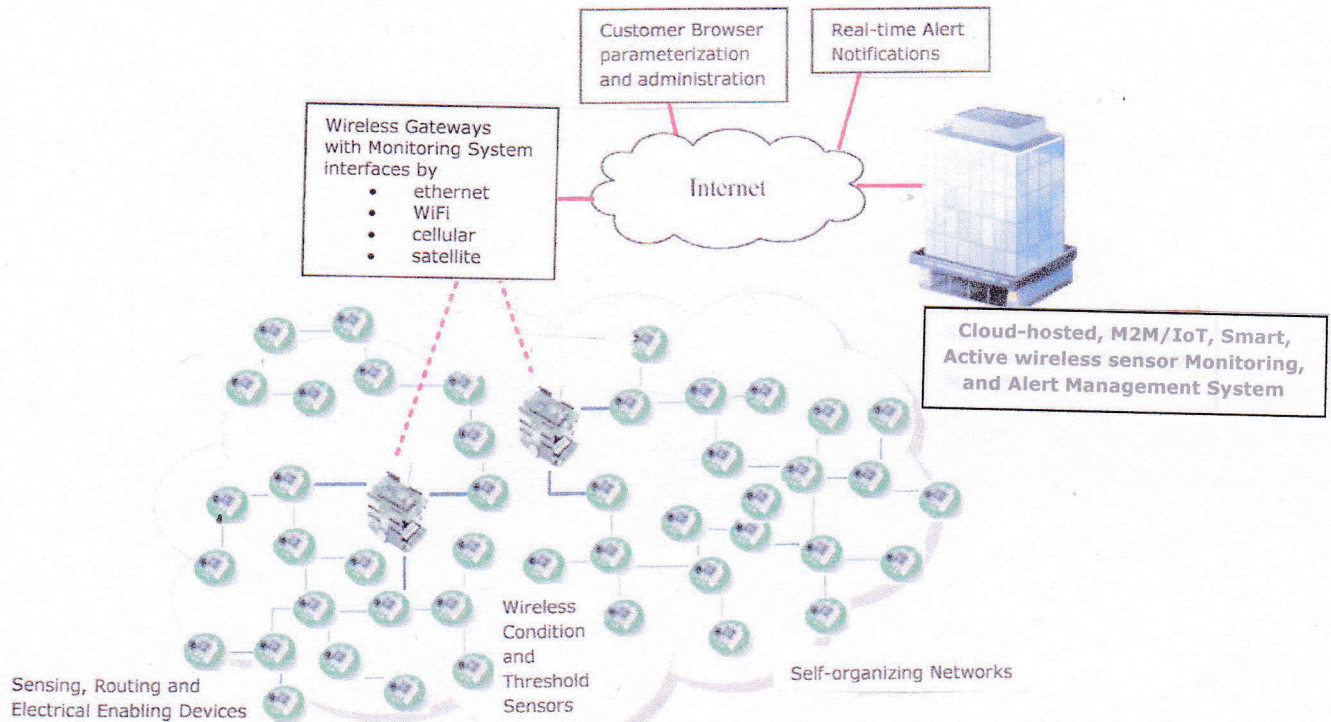 Customer Browser
parameterization
and administration
Real-time Alert
Notifications
Wireless Gateways
with Monitoring System
interfaces by
• ethernet
• WiFi
• cellular
• satellite
Internet
Cloud-hosted, M2M/IoT, Smart,
Active wireless sensor Monitoring,
and Alert Management System
Wireless
Condition
and
Threshold
Sensors
Self-organizing Networks
Sensing, Routing and
Electrical Enabling Devices